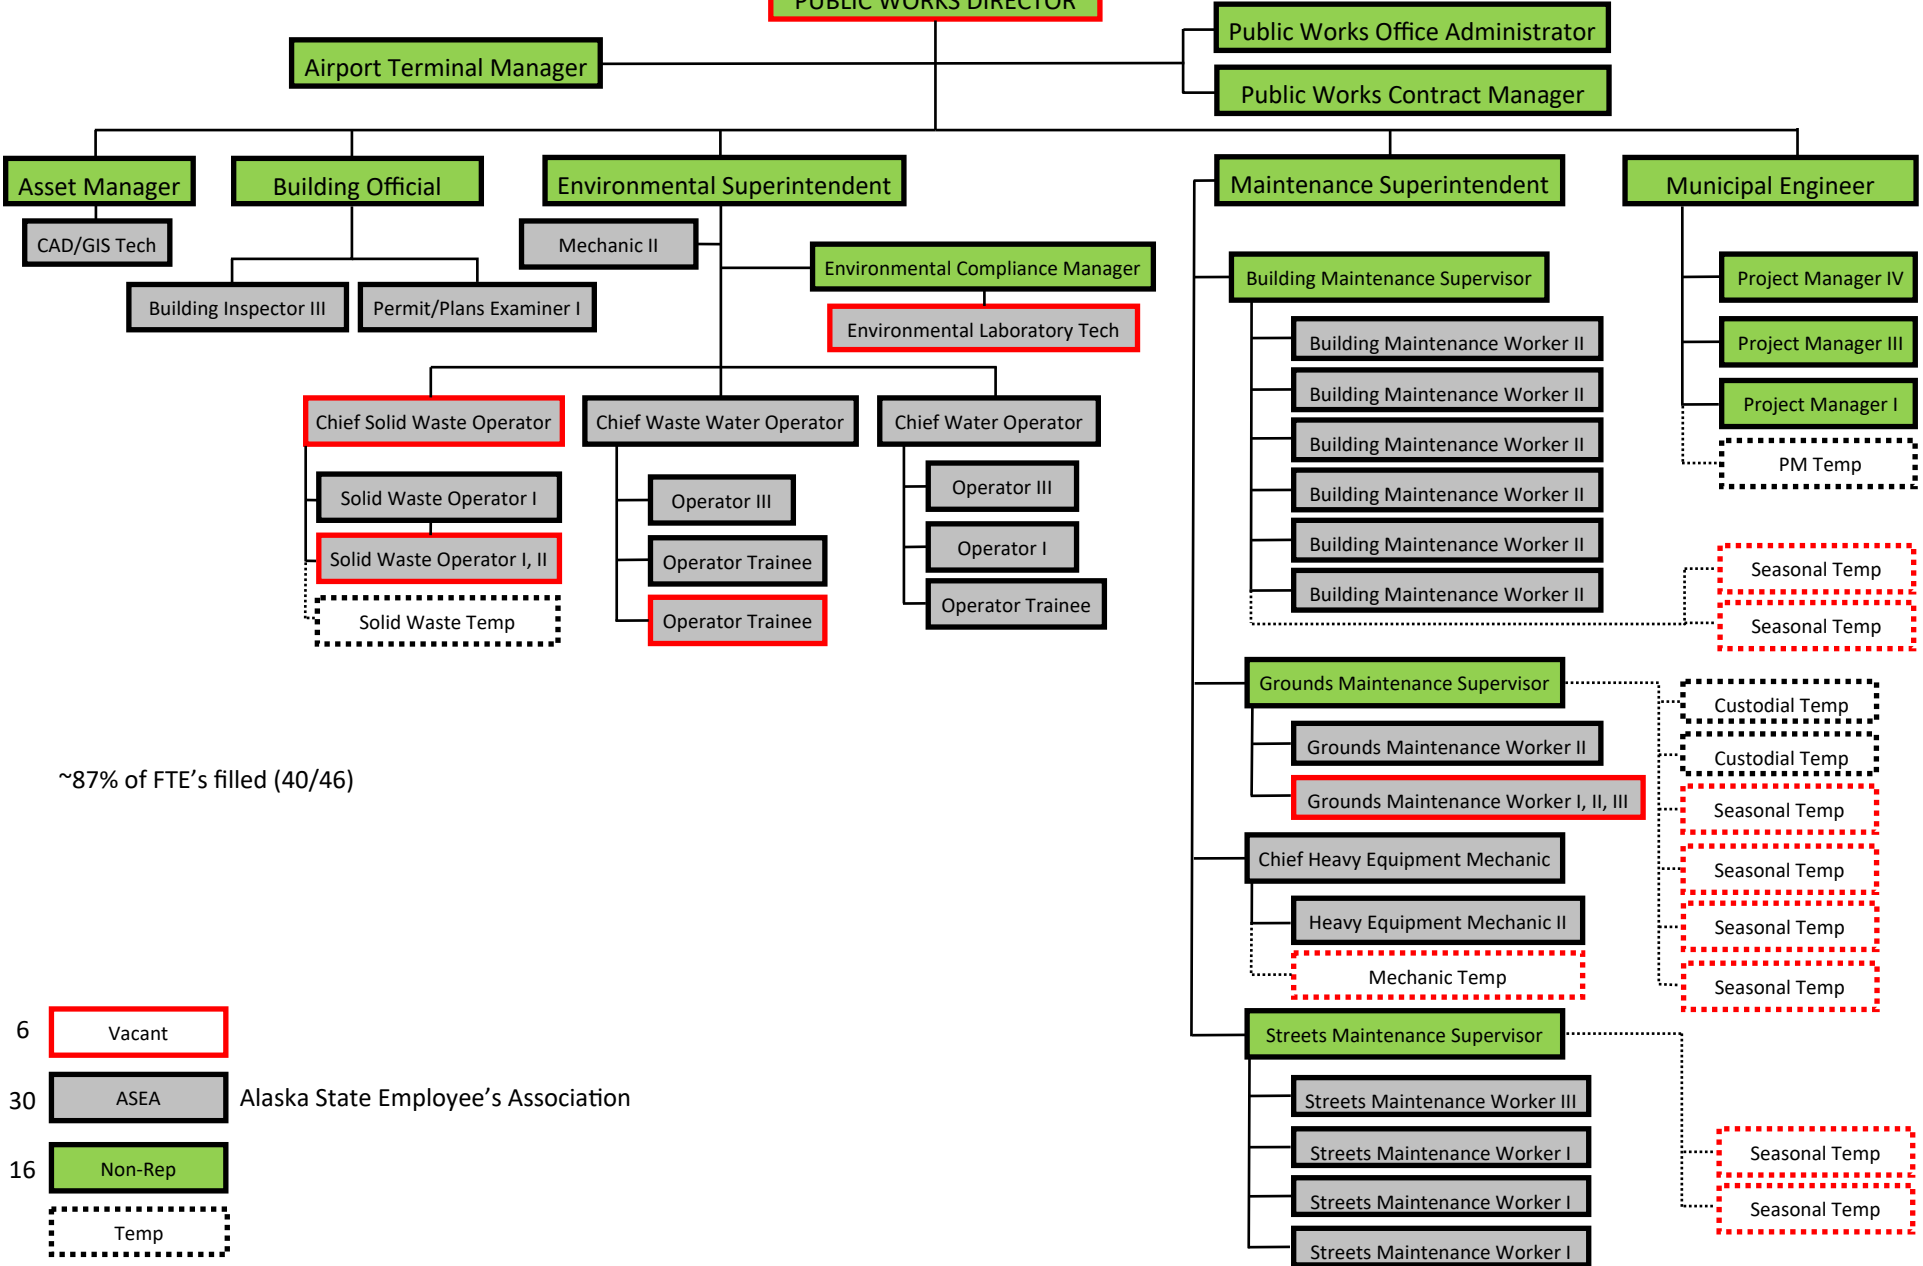 PUBLIC WORKS DIRECTOR
Public Works Office Administrator
Airport Terminal Manager
Public Works Contract Manager
Asset Manager
Building Official
Environmental Superintendent
Maintenance Superintendent
Municipal Engineer
CAD/GIS Tech
Building Inspector III
Permit/Plans Examiner I
Mechanic II
Environmental Compliance Manager
Environmental Laboratory Tech
Chief Solid Waste Operator
Solid Waste Operator I
Solid Waste Operator I, II
Solid Waste Temp
Chief Waste Water Operator
Operator III
Operator Trainee
Operator Trainee
Chief Water Operator
Operator III
Operator I
Operator Trainee
Building Maintenance Supervisor
Building Maintenance Worker II
Building Maintenance Worker II
Building Maintenance Worker II
Building Maintenance Worker II
Building Maintenance Worker II
Building Maintenance Worker II
Seasonal Temp
Seasonal Temp
Grounds Maintenance Supervisor
Grounds Maintenance Worker II
Grounds Maintenance Worker I, II, III
Custodial Temp
Custodial Temp
Seasonal Temp
Seasonal Temp
Seasonal Temp
Seasonal Temp
Chief Heavy Equipment Mechanic
Heavy Equipment Mechanic II
Mechanic Temp
Streets Maintenance Supervisor
Streets Maintenance Worker III
Streets Maintenance Worker I
Streets Maintenance Worker I
Streets Maintenance Worker I
Seasonal Temp
Seasonal Temp
Project Manager IV
Project Manager III
Project Manager I
PM Temp
~87% of FTE's filled (40/46)
6 Vacant
30 ASEA Alaska State Employee's Association
16 Non-Rep
Temp